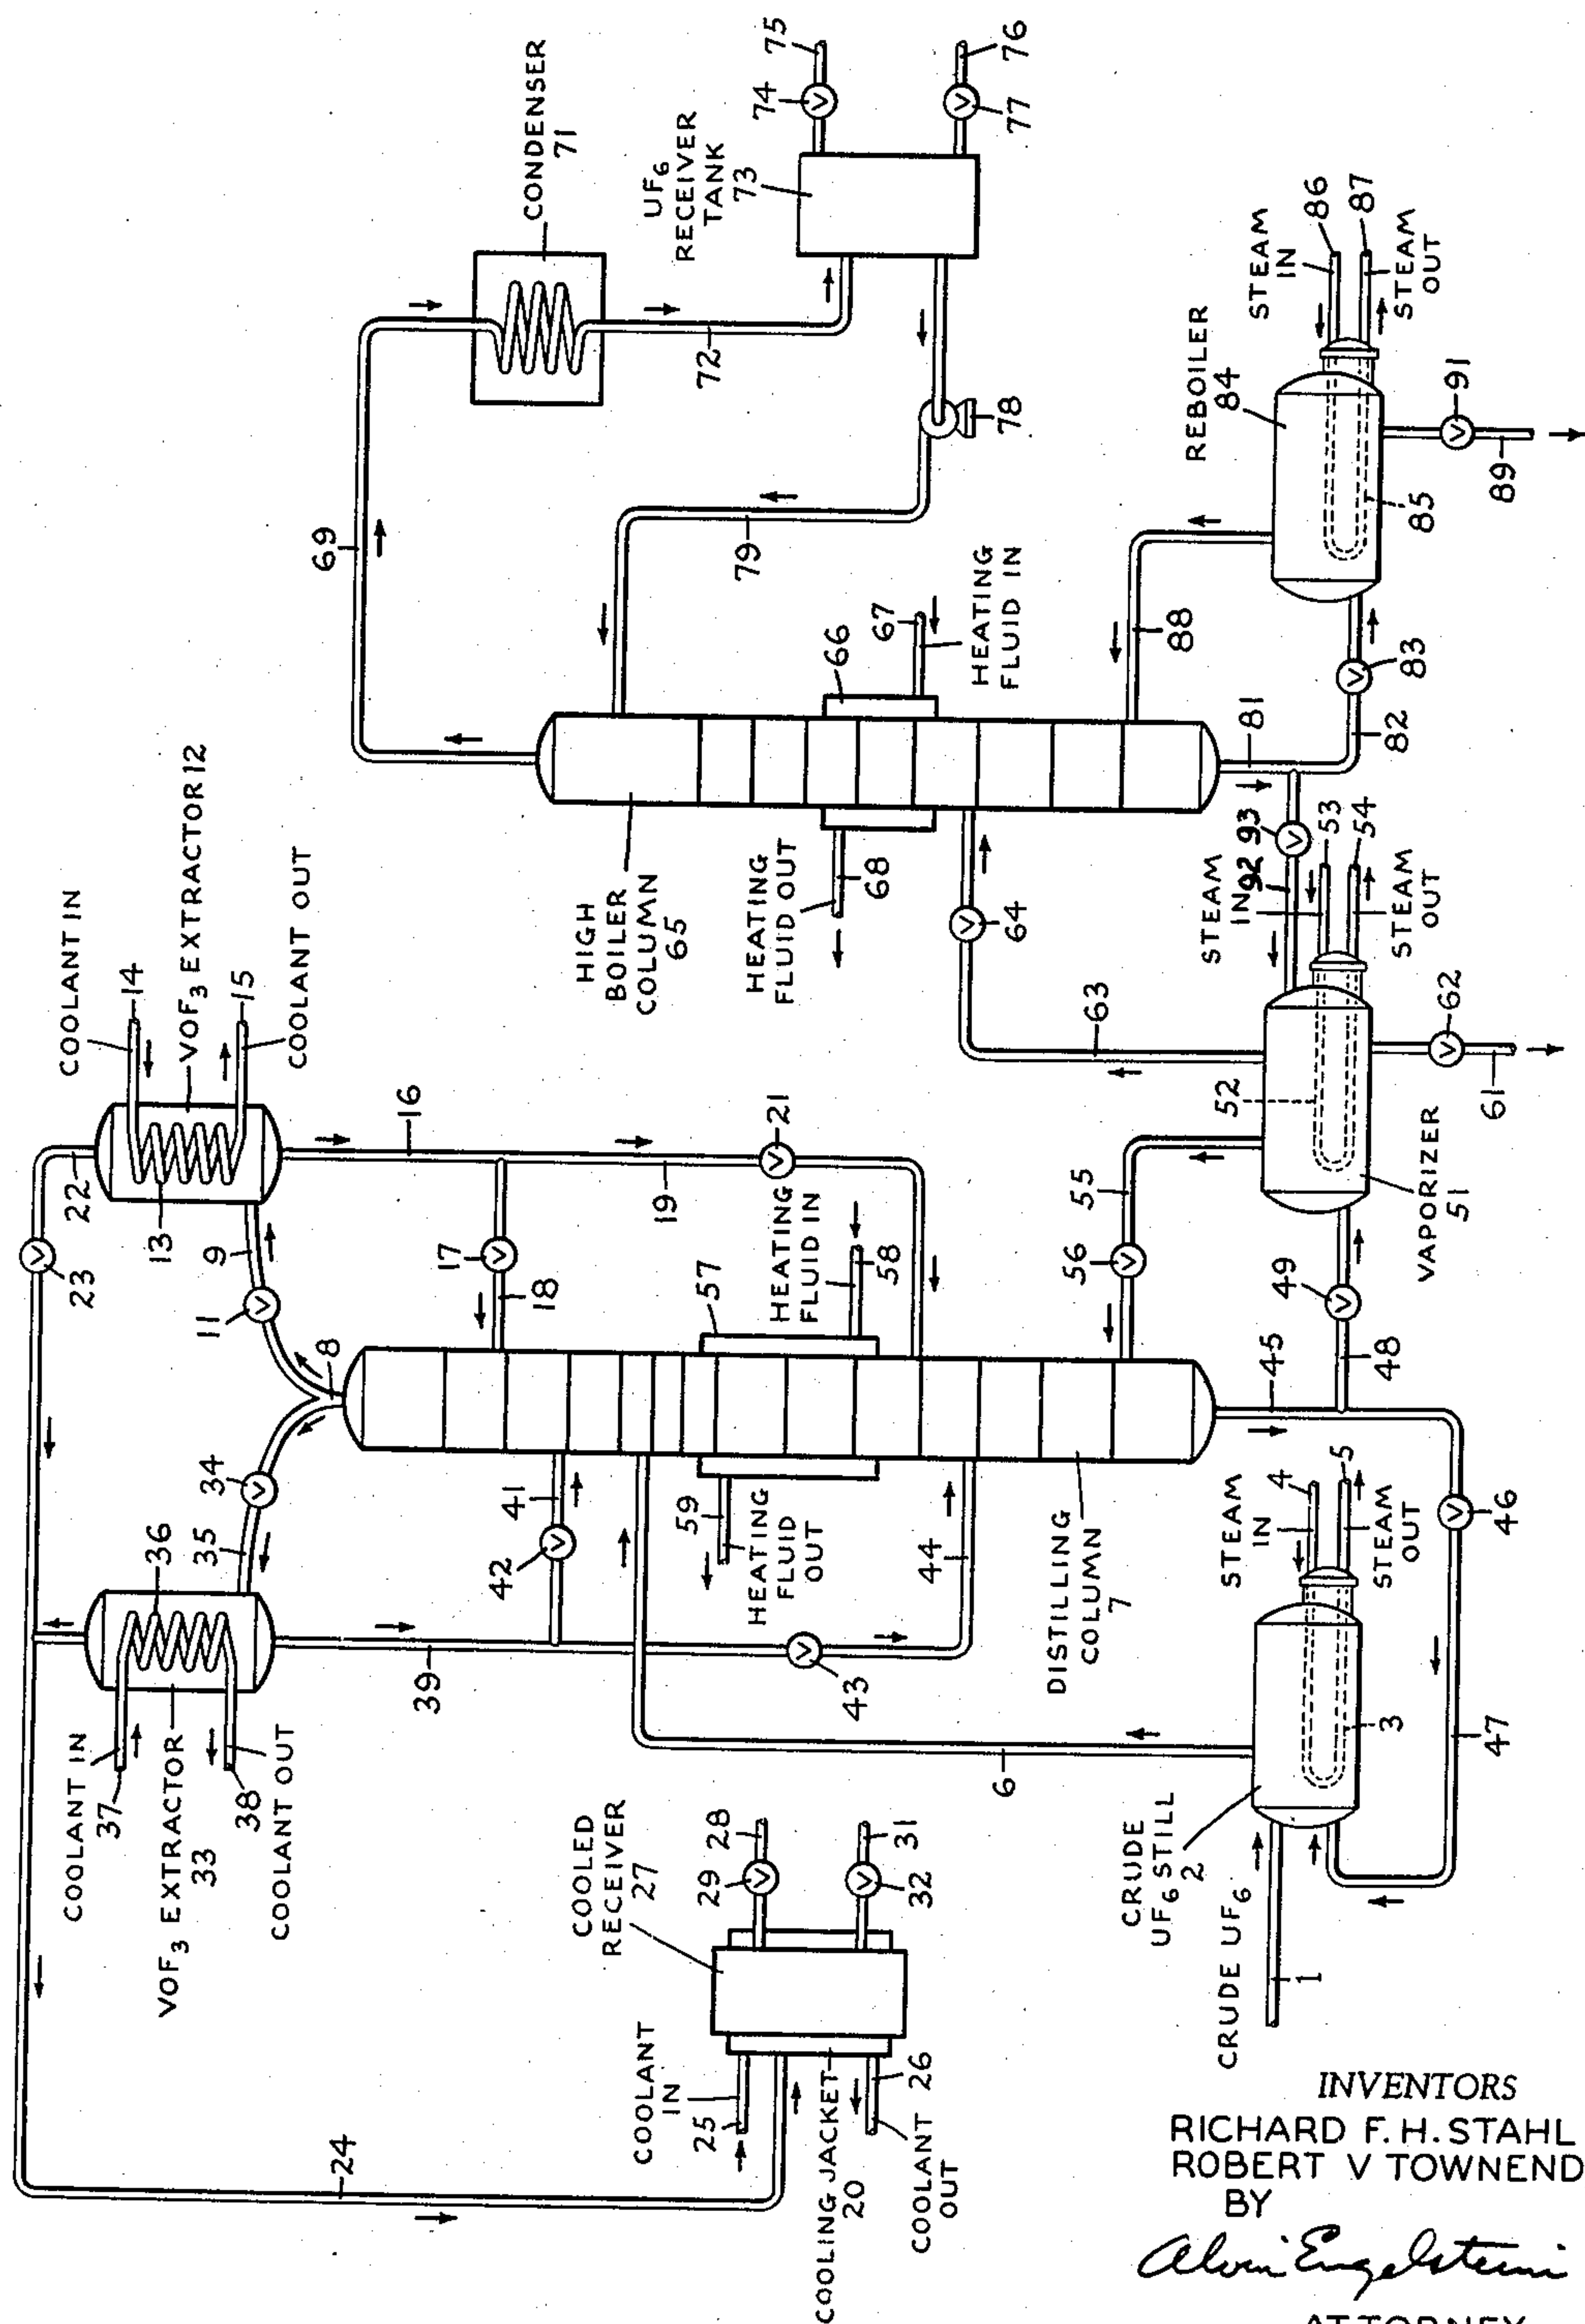 COOLANT IN
14
VOF3 EXTRACTOR 12
15
COOLANT OUT
22
23
13
9
11
8
16
17
18
19
21
COOLANT IN
37
VOF3 EXTRACTOR
33
38
COOLANT OUT
36
35
34
39
41
42
43
44
24
COOLED
RECEIVER
27
29
28
32
31
COOLANT
IN
25
COOLING JACKET
20
26
COOLANT
OUT
57
HEATING
FLUID IN
58
59
HEATING
FLUID
OUT
DISTILLING
COLUMN
7
6
CRUDE
UF6 STILL
2
CRUDE UF6
1
STEAM
IN
4
5
STEAM
OUT
3
45
46
47
48
49
55
56
52
VAPORIZER
51
61
62
63
64
STEAM
IN
92
93
53
54
STEAM
OUT
HIGH
BOILER
COLUMN
65
HEATING
FLUID OUT
68
66
67
HEATING
FLUID IN
69
CONDENSER
71
72
UF6
RECEIVER
TANK
73
74
75
76
77
78
79
81
82
83
88
REBOILER
84
85
STEAM
IN
86
87
STEAM
OUT
89
91
INVENTORS
RICHARD F. H. STAHL
ROBERT V TOWNEND
BY
Alvin Engelstein
ATTORNEY